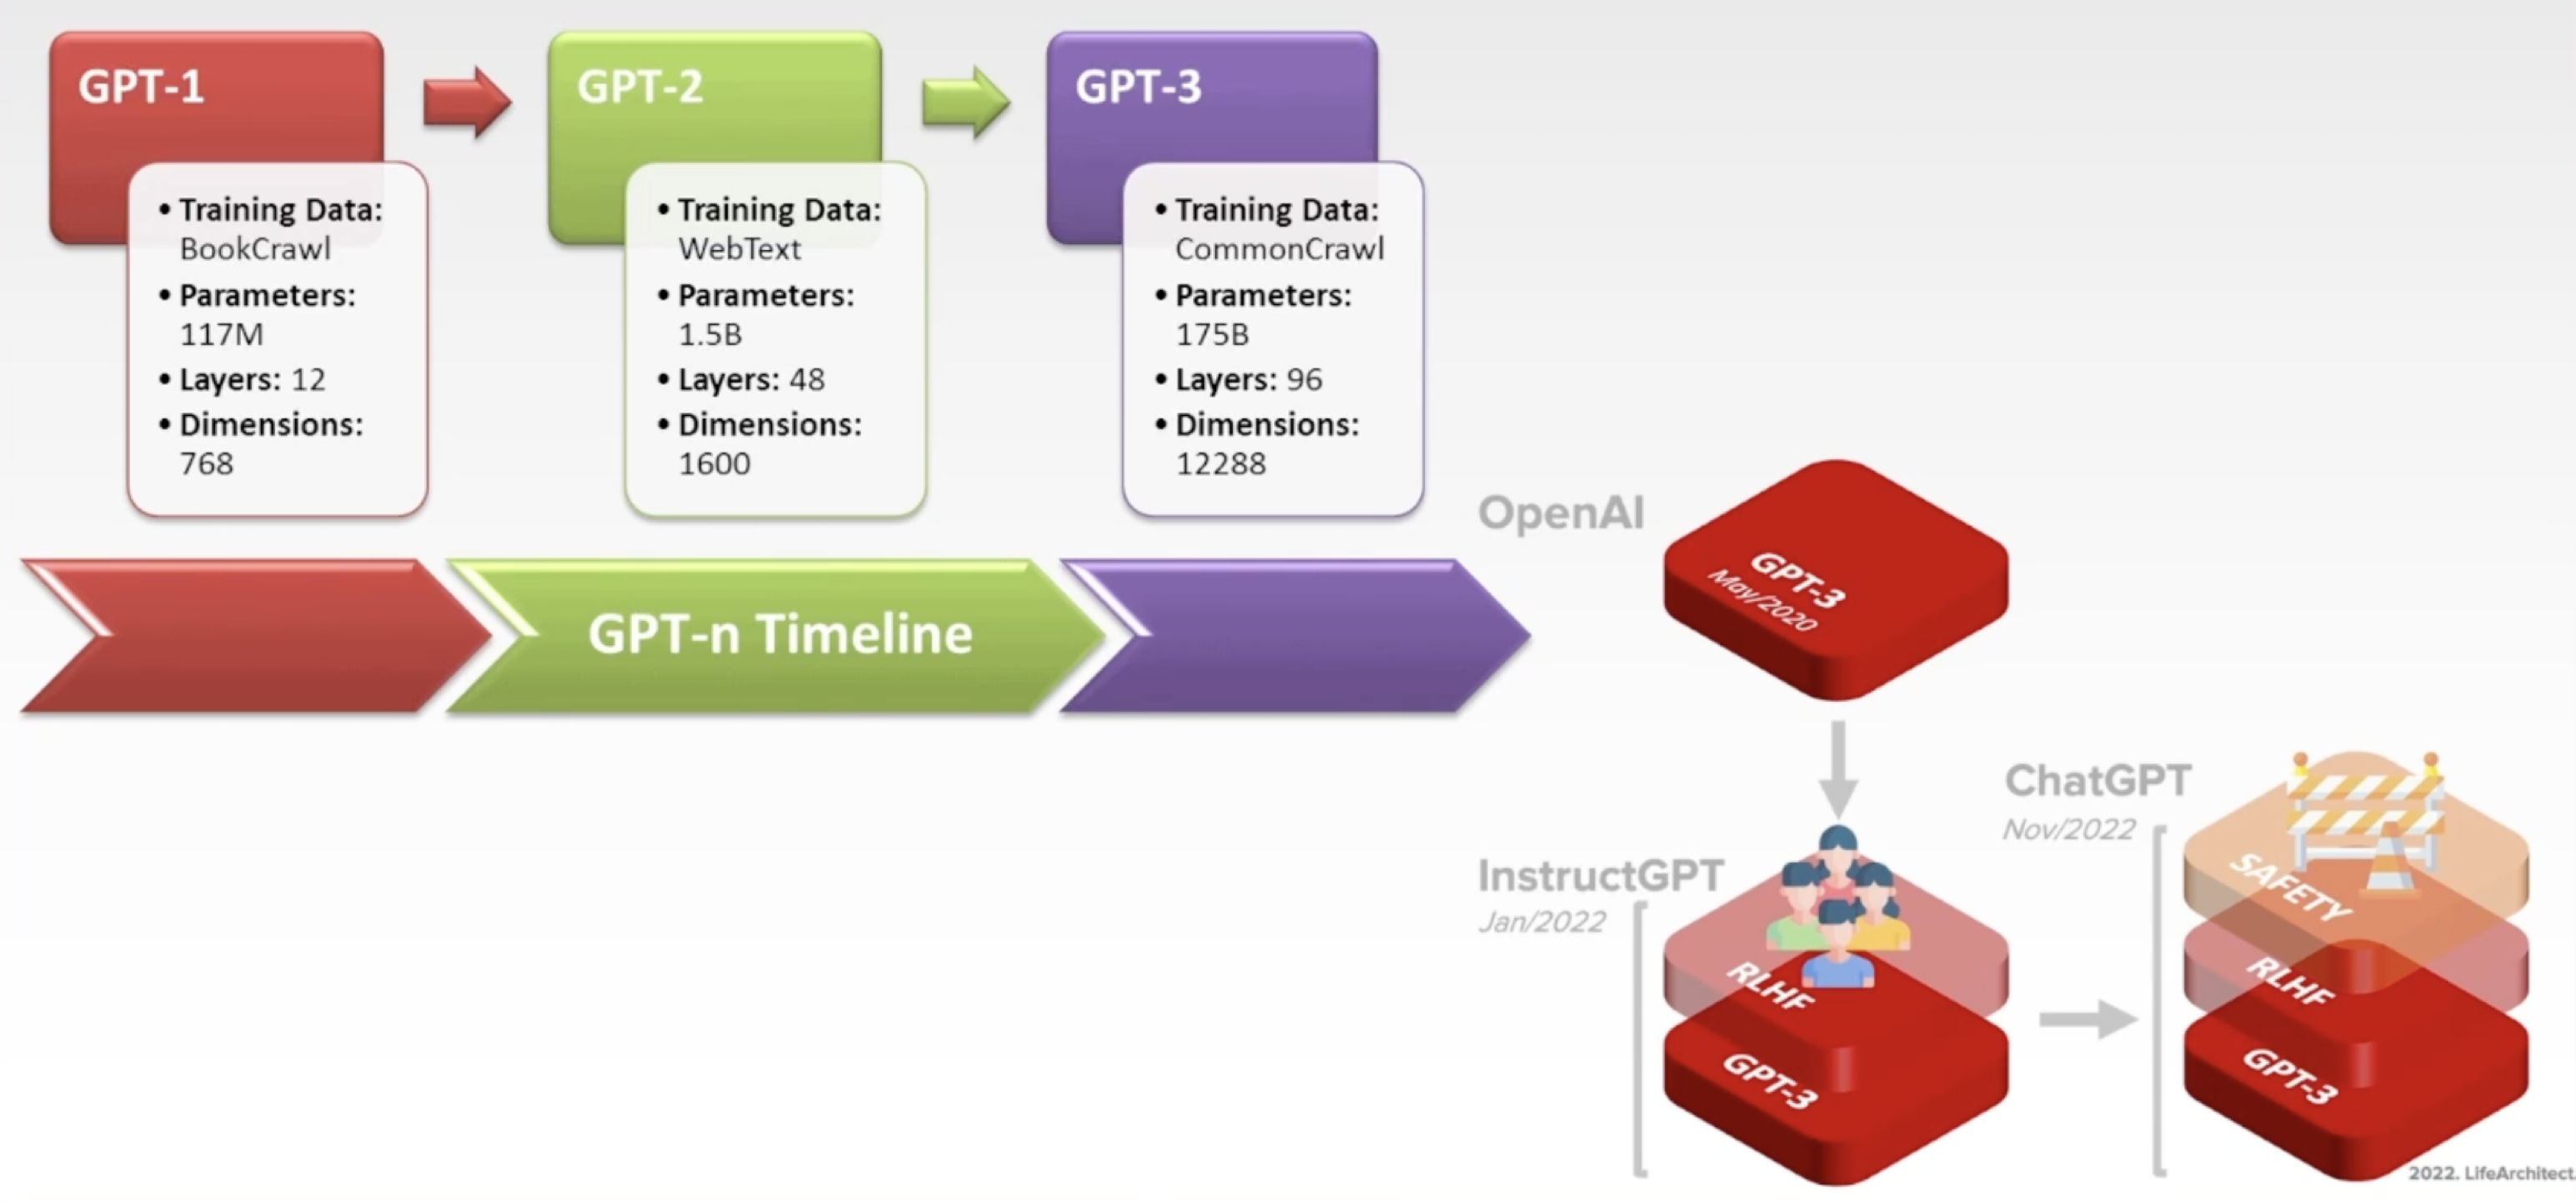 GPT-1
• Training Data:
BookCrawl
• Parameters:
117M
• Layers: 12
• Dimensions:
768
GPT-2
• Training Data:
WebText
• Parameters:
1.5B
• Layers: 48
• Dimensions:
1600
GPT-3
• Training Data:
CommonCrawl
• Parameters:
175B
• Layers: 96
• Dimensions:
12288
GPT-n Timeline
OpenAI
GPT-3
May/2020
InstructGPT
Jan/2022
RLHF
GPT-3
ChatGPT
Nov/2022
SAFETY
RLHF
GPT-3
2022. LifeArchitect